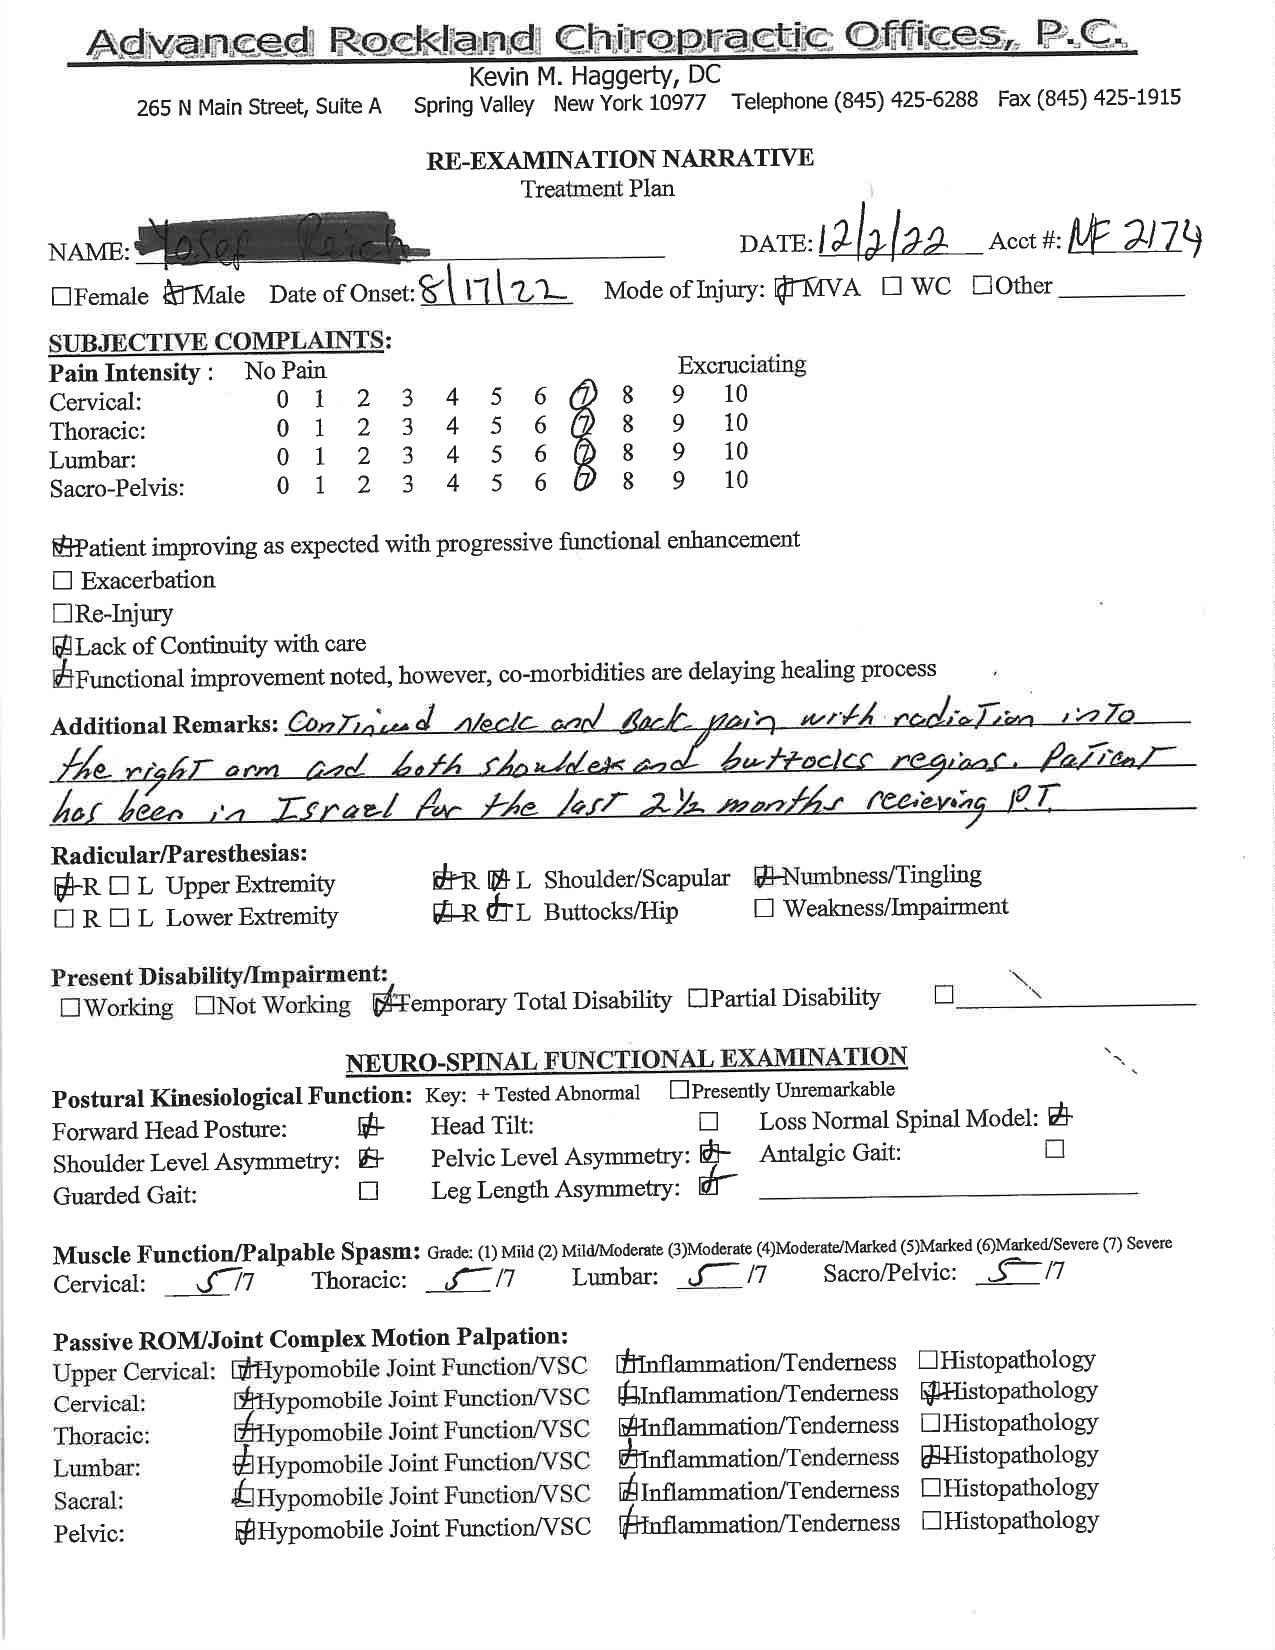 Advanced Rockland Chiropractic Offices, P.C.
Kevin M. Haggerty, DC
265 N Main Street, Suite A Spring Valley New York 10977 Telephone (845) 425-6288 Fax (845) 425-1915
RE-EXAMINATION NARRATIVE
Treatment Plan
NAME: DATE: 12/2/22 Acct #: NF 2174
☐Female ☒Male Date of Onset: 8/17/22 Mode of Injury: ☒MVA ☐ WC ☐Other
SUBJECTIVE COMPLAINTS:
Pain Intensity : No Pain Excruciating
Cervical: 0 1 2 3 4 5 6 7 8 9 10
Thoracic: 0 1 2 3 4 5 6 7 8 9 10
Lumbar: 0 1 2 3 4 5 6 7 8 9 10
Sacro-Pelvis: 0 1 2 3 4 5 6 7 8 9 10
☒Patient improving as expected with progressive functional enhancement
☐ Exacerbation
☐Re-Injury
☒Lack of Continuity with care
☒Functional improvement noted, however, co-morbidities are delaying healing process
Additional Remarks: Continued Neck and Back pain with radiation into
the right arm and both shoulders and buttocks regions. Patient
has been in Israel for the last 2½ months recieving P.T.
Radicular/Paresthesias:
☒R ☐ L Upper Extremity ☒R ☒ L Shoulder/Scapular ☒Numbness/Tingling
☐ R ☐ L Lower Extremity ☒R ☒L Buttocks/Hip ☐ Weakness/Impairment
Present Disability/Impairment:
☐Working ☐Not Working ☒Temporary Total Disability ☐Partial Disability ☐
NEURO-SPINAL FUNCTIONAL EXAMINATION
Postural Kinesiological Function: Key: + Tested Abnormal ☐Presently Unremarkable
Forward Head Posture: ☒ Head Tilt: ☐ Loss Normal Spinal Model: ☒
Shoulder Level Asymmetry: ☒ Pelvic Level Asymmetry: ☒ Antalgic Gait: ☐
Guarded Gait: ☐ Leg Length Asymmetry: ☒
Muscle Function/Palpable Spasm: Grade: (1) Mild (2) Mild/Moderate (3)Moderate (4)Moderate/Marked (5)Marked (6)Marked/Severe (7) Severe
Cervical: 5/7 Thoracic: 5/7 Lumbar: 5/7 Sacro/Pelvic: 5/7
Passive ROM/Joint Complex Motion Palpation:
Upper Cervical: ☒Hypomobile Joint Function/VSC ☒Inflammation/Tenderness ☐Histopathology
Cervical: ☒Hypomobile Joint Function/VSC ☒Inflammation/Tenderness ☒Histopathology
Thoracic: ☒Hypomobile Joint Function/VSC ☒Inflammation/Tenderness ☐Histopathology
Lumbar: ☒Hypomobile Joint Function/VSC ☒Inflammation/Tenderness ☒Histopathology
Sacral: ☒Hypomobile Joint Function/VSC ☒Inflammation/Tenderness ☐Histopathology
Pelvic: ☒Hypomobile Joint Function/VSC ☒Inflammation/Tenderness ☐Histopathology